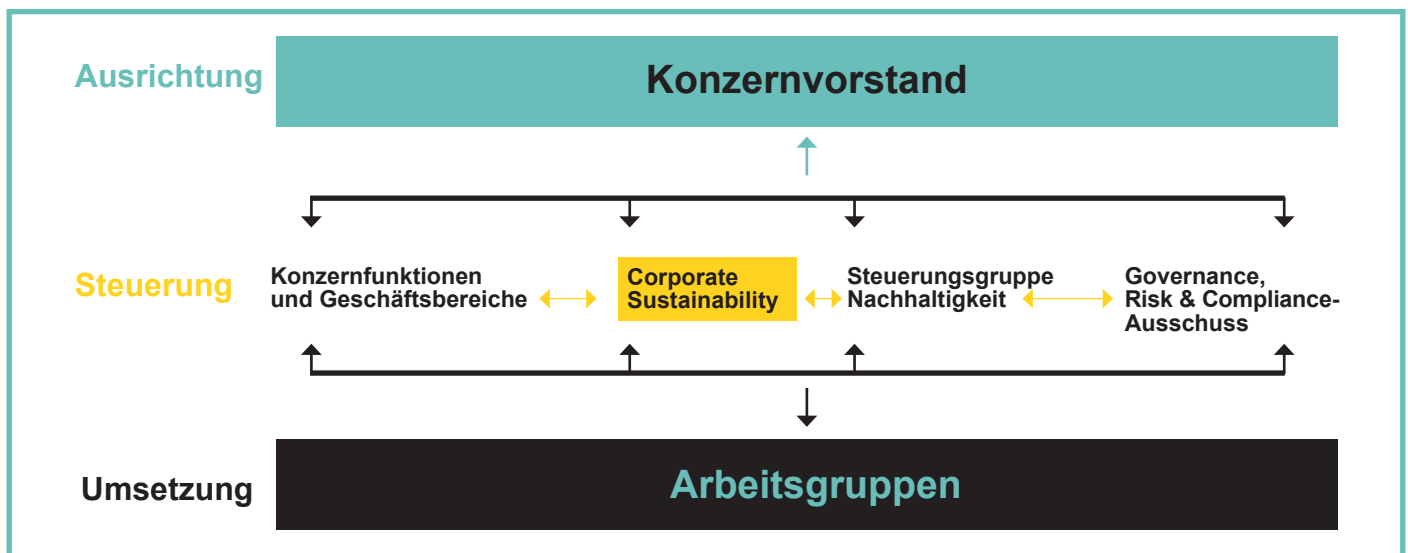 Ausrichtung
Konzernvorstand
Steuerung
Konzernfunktionen
und Geschäftsbereiche
Corporate
Sustainability
Steuerungsgruppe
Nachhaltigkeit
Governance,
Risk & Compliance-
Ausschuss
Umsetzung
Arbeitsgruppen